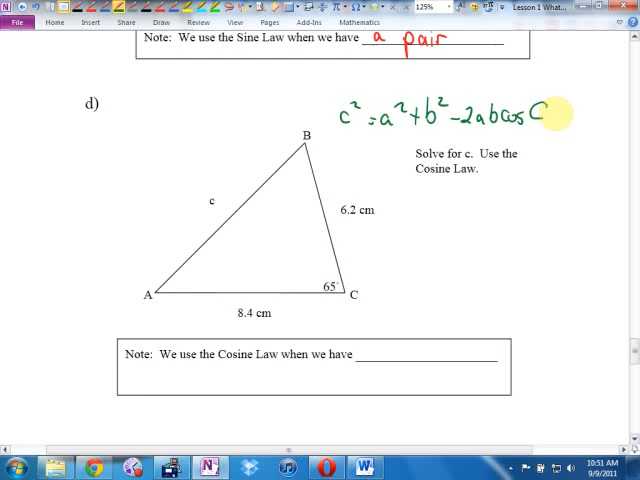 File Home Insert Share Draw Review View Page Add-Ins Mathematics
125%
Lesson 1 What...
Note: We use the Sine Law when we have a pair
d)
c² = a² + b² - 2ab cos C
B
Solve for c. Use the
Cosine Law.
c
6.2 cm
65°
A
C
8.4 cm
Note: We use the Cosine Law when we have
10:51 AM
9/9/2011